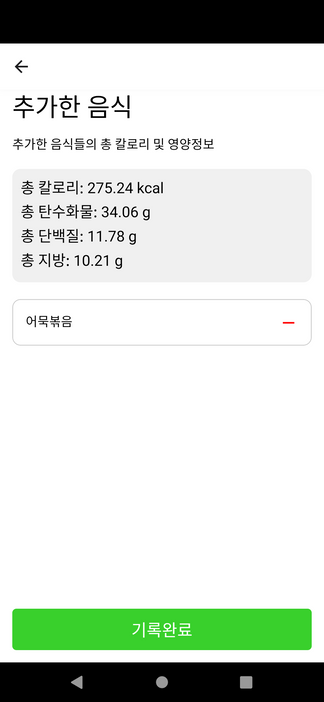 추가한 음식
추가한 음식들의 총 칼로리 및 영양정보
총 칼로리: 275.24 kcal
총 탄수화물: 34.06 g
총 단백질: 11.78 g
총 지방: 10.21 g
어묵볶음
기록완료